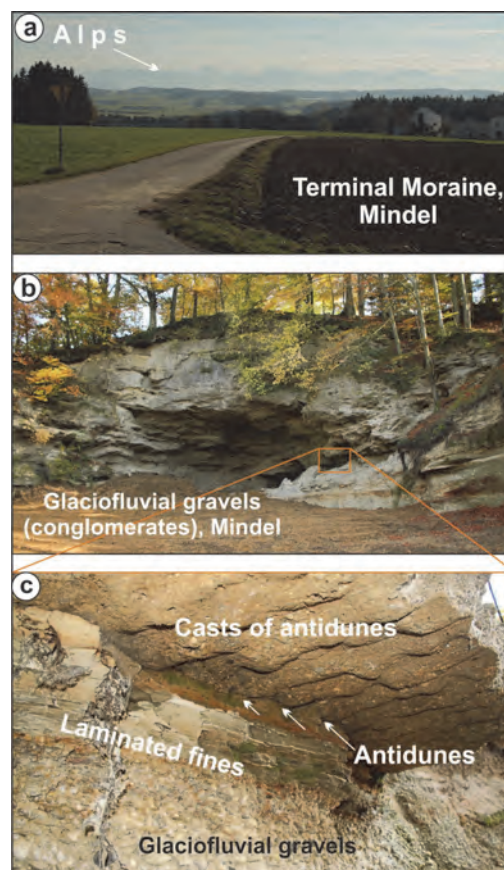 a
Alps
Terminal Moraine,
Mindel
b
Glaciofluvial gravels
(conglomerates), Mindel
c
Casts of antidunes
Laminated fines
Antidunes
Glaciofluvial gravels